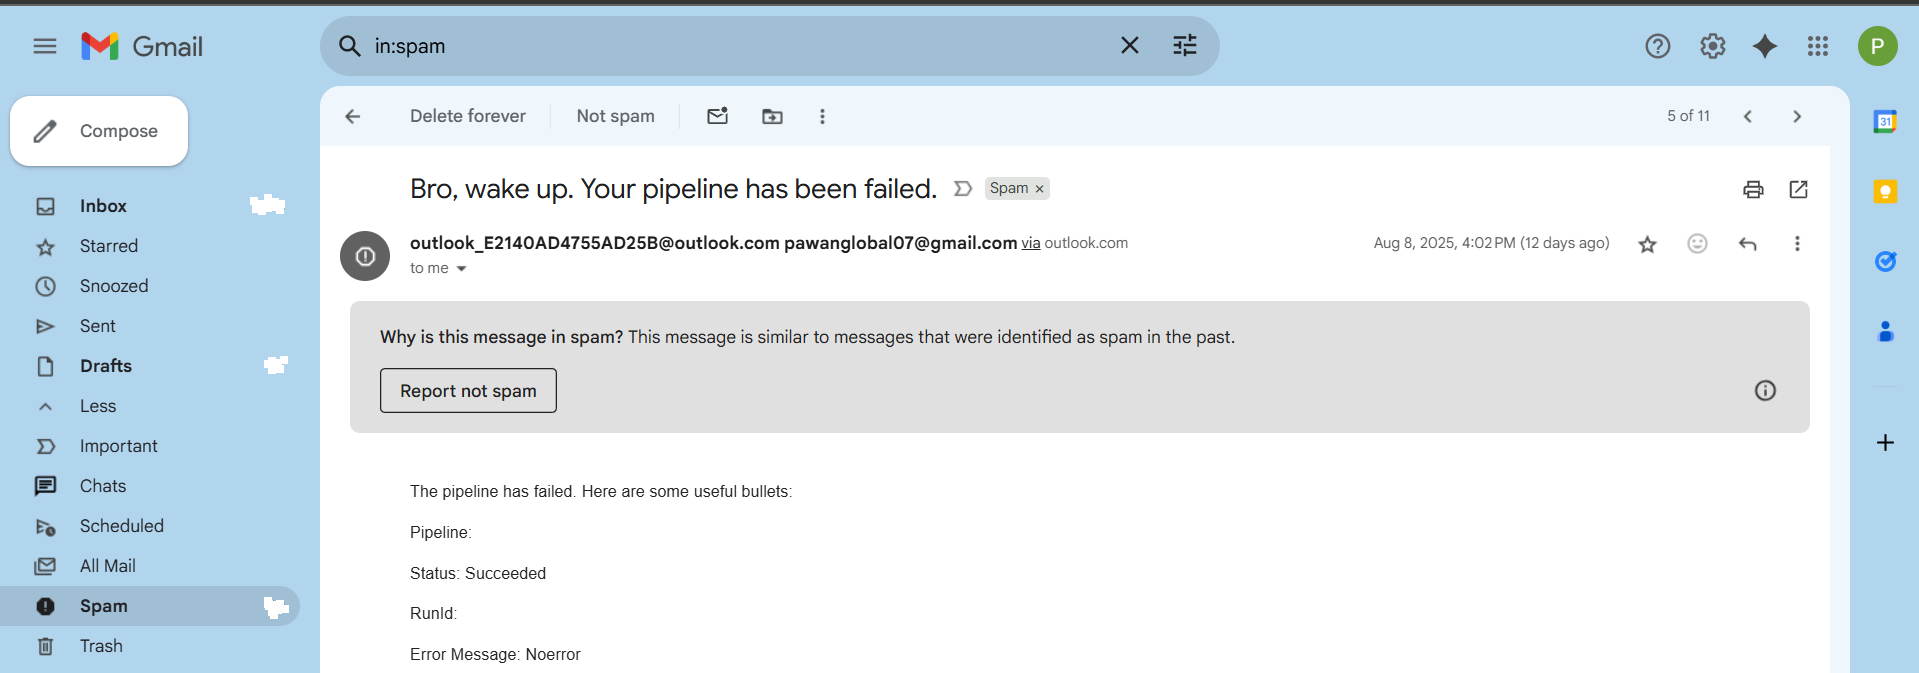 Gmail
in:spam
P
Compose
Delete forever
Not spam
5 of 11
31
Inbox
Starred
Snoozed
Sent
Drafts
Less
Important
Chats
Scheduled
All Mail
Spam
Trash
Bro, wake up. Your pipeline has been failed.
Spam ×
outlook_E2140AD4755AD25B@outlook.com pawanglobal07@gmail.com via outlook.com
Aug 8, 2025, 4:02 PM (12 days ago)
to me
Why is this message in spam? This message is similar to messages that were identified as spam in the past.
Report not spam
The pipeline has failed. Here are some useful bullets:
Pipeline:
Status: Succeeded
RunId:
Error Message: Noerror